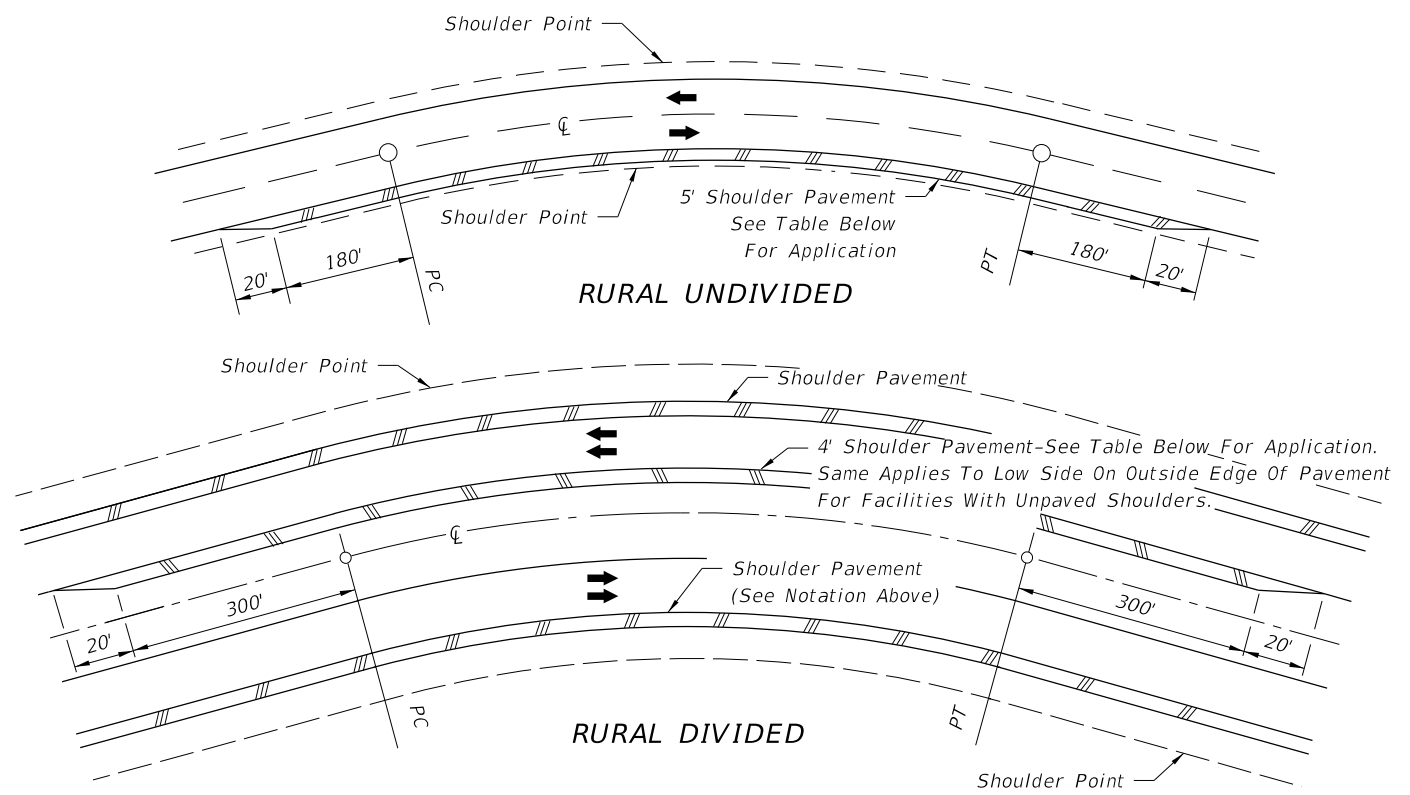 Shoulder Point
℄
Shoulder Point
5' Shoulder Pavement
See Table Below
For Application
20'
180'
PC
PT
180'
20'
RURAL UNDIVIDED
Shoulder Point
Shoulder Pavement
4' Shoulder Pavement-See Table Below For Application.
Same Applies To Low Side On Outside Edge Of Pavement
For Facilities With Unpaved Shoulders.
℄
Shoulder Pavement
(See Notation Above)
20'
300'
300'
20'
PC
PT
RURAL DIVIDED
Shoulder Point